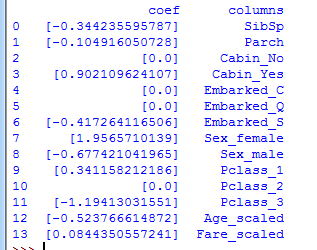 coef columns
0 [-0.344235595787] SibSp
1 [-0.104916050728] Parch
2 [0.0] Cabin_No
3 [0.902109624107] Cabin_Yes
4 [0.0] Embarked_C
5 [0.0] Embarked_Q
6 [-0.417264116506] Embarked_S
7 [1.9565710139] Sex_female
8 [-0.677421041965] Sex_male
9 [0.341158212186] Pclass_1
10 [0.0] Pclass_2
11 [-1.19413031551] Pclass_3
12 [-0.523766614872] Age_scaled
13 [0.0844350557241] Fare_scaled
>>>